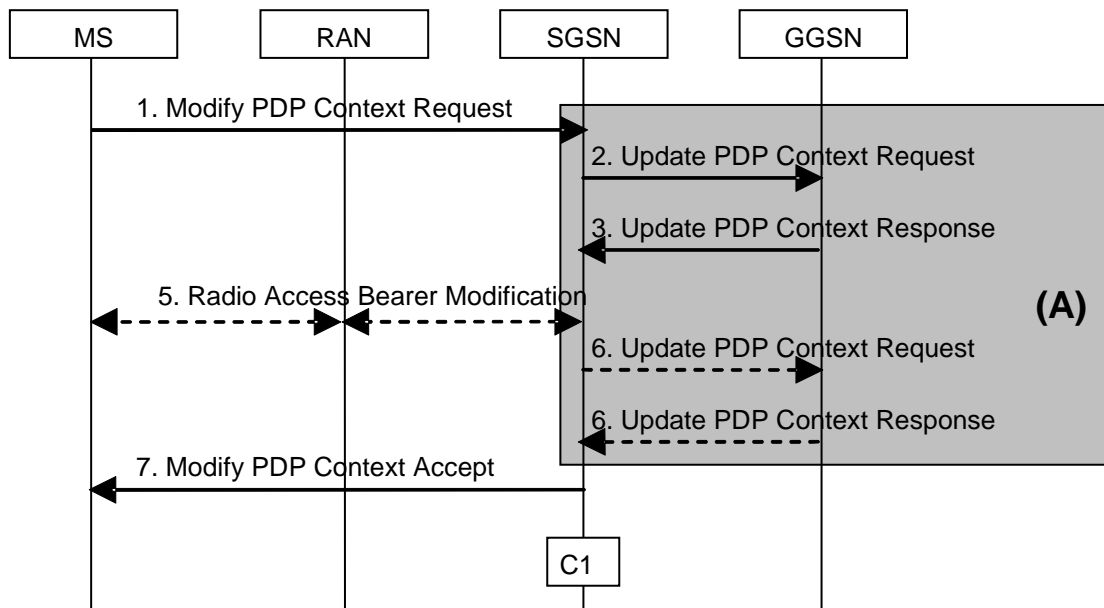 MS
RAN
SGSN
GGSN
1. Modify PDP Context Request
2. Update PDP Context Request
3. Update PDP Context Response
5. Radio Access Bearer Modification
(A)
6. Update PDP Context Request
6. Update PDP Context Response
7. Modify PDP Context Accept
C1